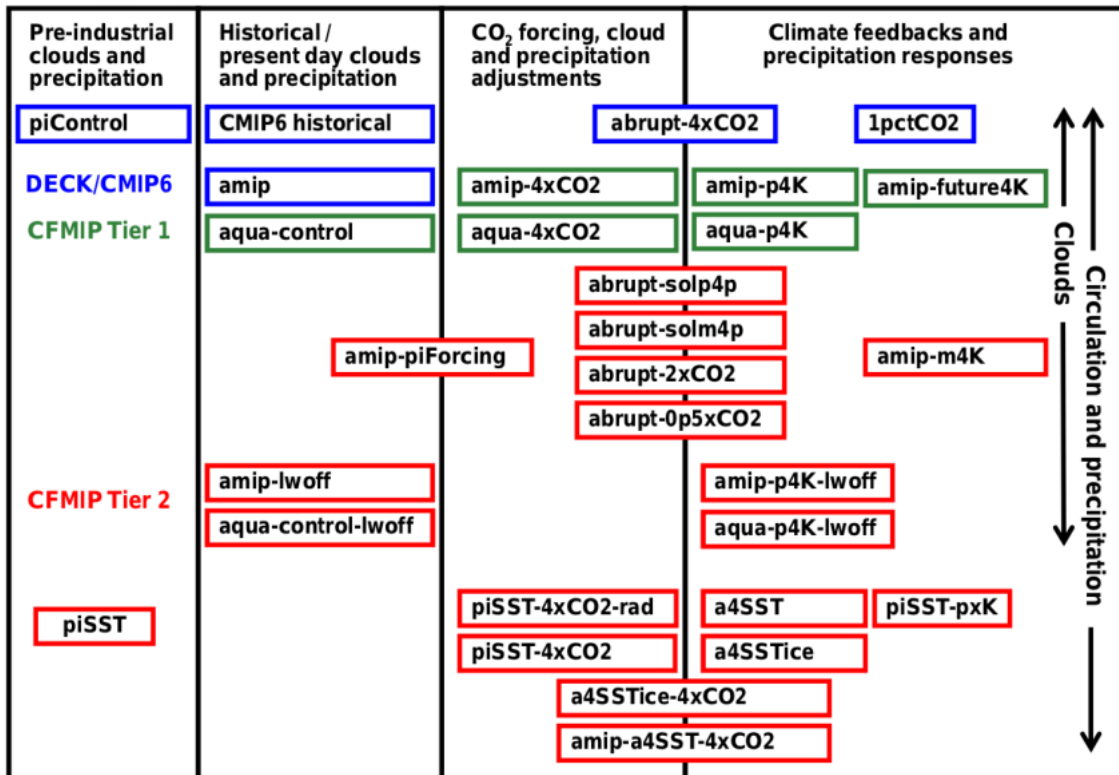 Pre-industrial
clouds and
precipitation
Historical /
present day clouds
and precipitation
CO₂ forcing, cloud
and precipitation
adjustments
Climate feedbacks and
precipitation responses
piControl
CMIP6 historical
abrupt-4xCO2
1pctCO2
DECK/CMIP6
amip
amip-4xCO2
amip-p4K
amip-future4K
CFMIP Tier 1
aqua-control
aqua-4xCO2
aqua-p4K
abrupt-solp4p
abrupt-solm4p
amip-piForcing
amip-m4K
abrupt-2xCO2
abrupt-0p5xCO2
CFMIP Tier 2
amip-lwoff
amip-p4K-lwoff
aqua-control-lwoff
aqua-p4K-lwoff
piSST
piSST-4xCO2-rad
a4SST
piSST-pxK
piSST-4xCO2
a4SSTice
a4SSTice-4xCO2
amip-a4SST-4xCO2
Clouds
Circulation and precipitation